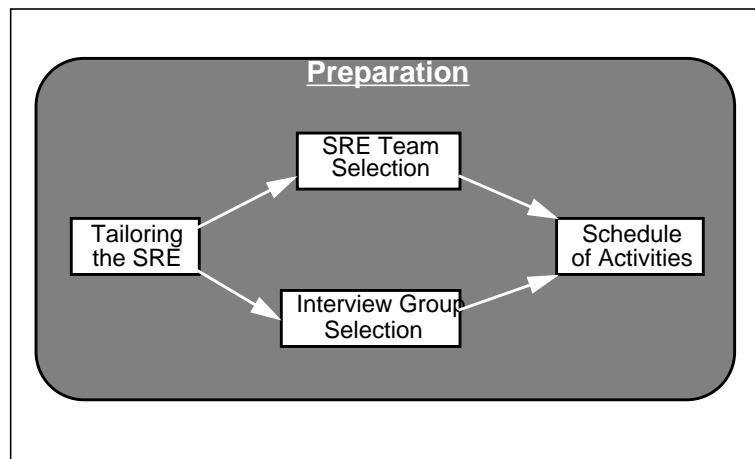 Preparation
SRE Team
Selection
Tailoring
the SRE
Schedule
of Activities
Interview Group
Selection